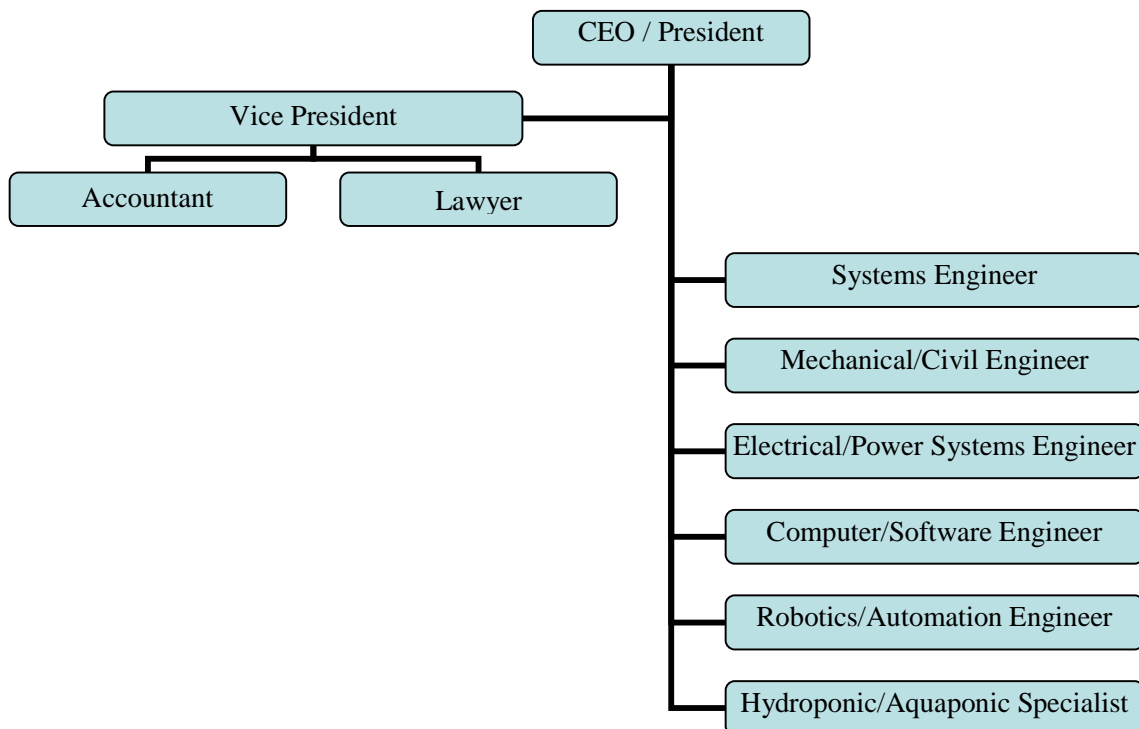 CEO / President
Vice President
Accountant
Lawyer
Systems Engineer
Mechanical/Civil Engineer
Electrical/Power Systems Engineer
Computer/Software Engineer
Robotics/Automation Engineer
Hydroponic/Aquaponic Specialist